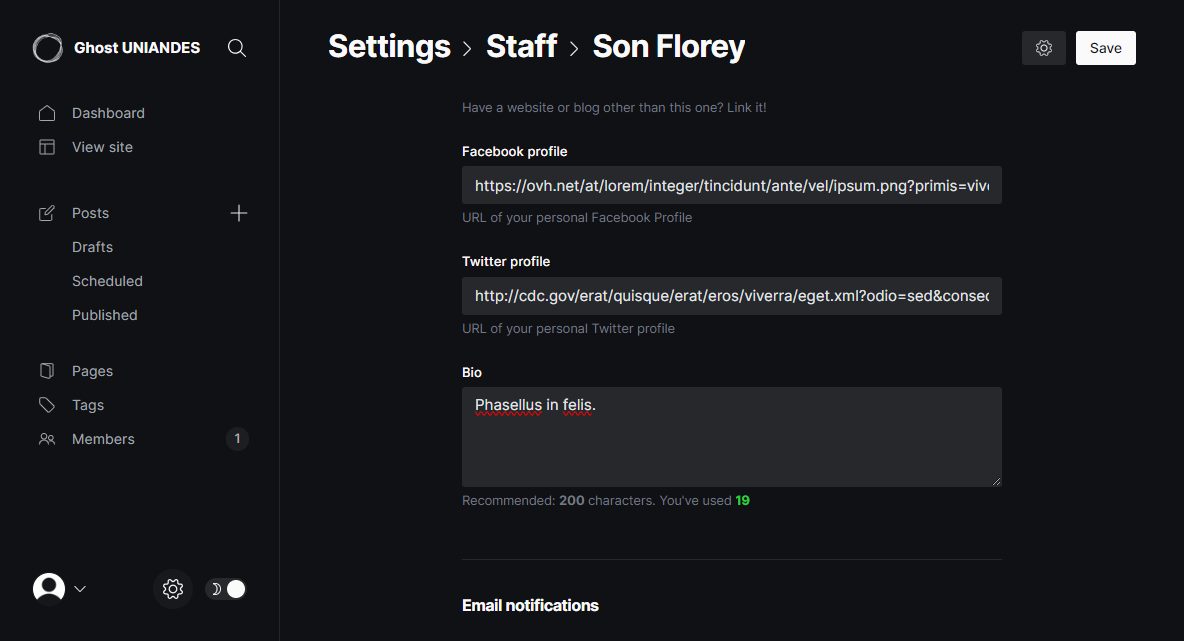 Ghost UNIANDES
Dashboard
View site
Posts
Drafts
Scheduled
Published
Pages
Tags
Members 1
Settings > Staff > Son Florey
Save
Have a website or blog other than this one? Link it!
Facebook profile
https://ovh.net/at/lorem/integer/tincidunt/ante/vel/ipsum.png?primis=vive
URL of your personal Facebook Profile
Twitter profile
http://cdc.gov/erat/quisque/erat/eros/viverra/eget.xml?odio=sed&consec
URL of your personal Twitter profile
Bio
Phasellus in felis.
Recommended: 200 characters. You've used 19
Email notifications